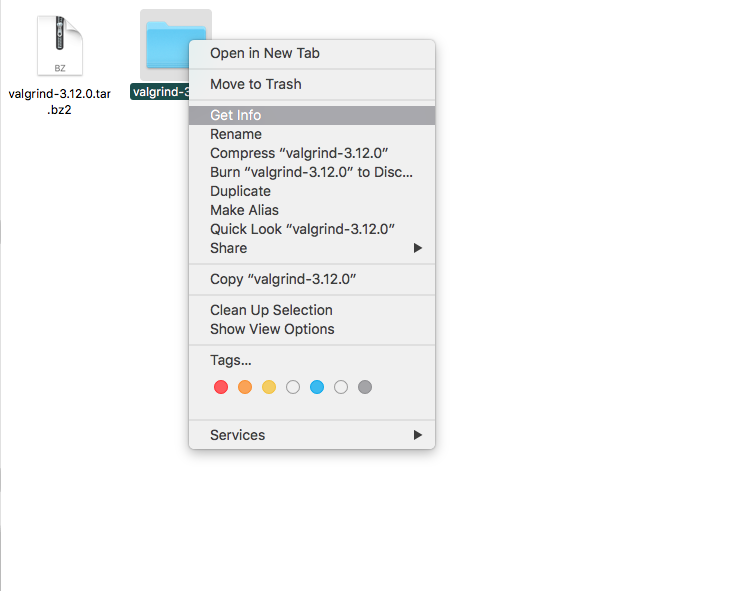 BZ
valgrind-3.12.0.tar
.bz2
valgrind-3
Open in New Tab
Move to Trash
Get Info
Rename
Compress “valgrind-3.12.0”
Burn “valgrind-3.12.0” to Disc...
Duplicate
Make Alias
Quick Look “valgrind-3.12.0”
Share
Copy “valgrind-3.12.0”
Clean Up Selection
Show View Options
Tags...
Services